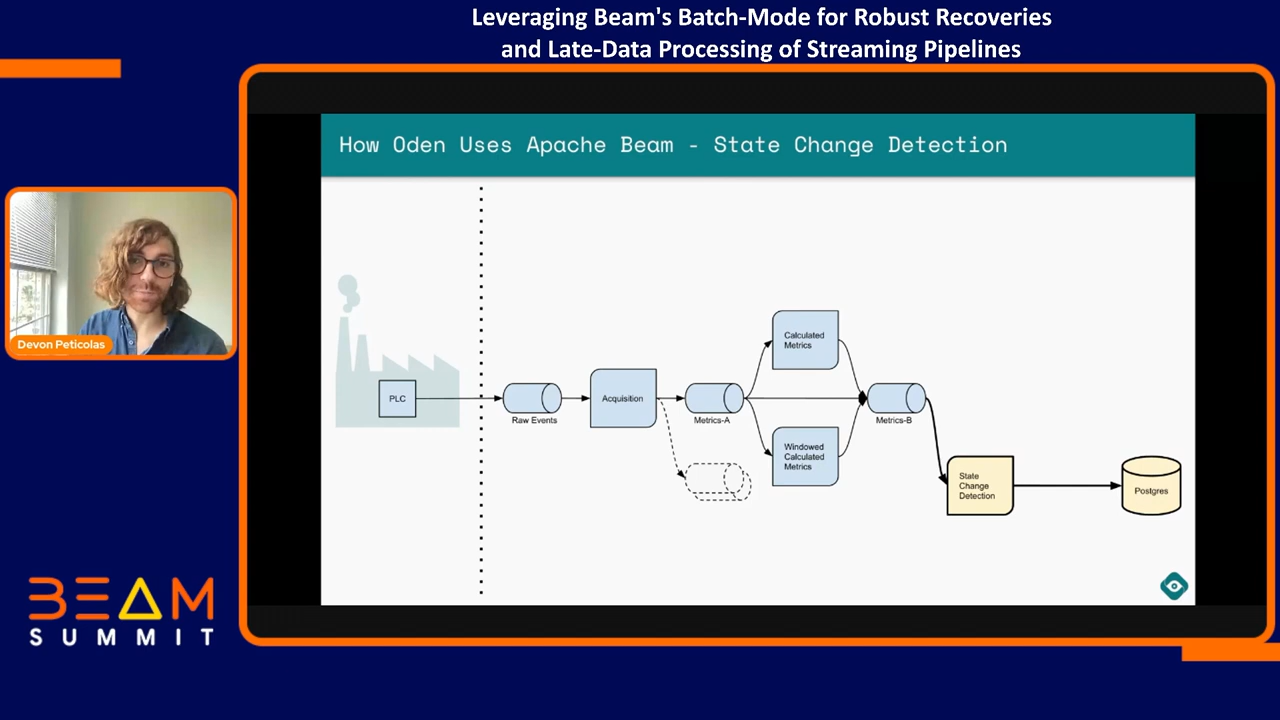 Leveraging Beam's Batch-Mode for Robust Recoveries
and Late-Data Processing of Streaming Pipelines
How Oden Uses Apache Beam - State Change Detection
Devon Peticolas
PLC
Raw Events
Acquisition
Metrics-A
Calculated
Metrics
Windowed
Calculated
Metrics
Metrics-B
State
Change
Detection
Postgres
BEAM
SUMMIT